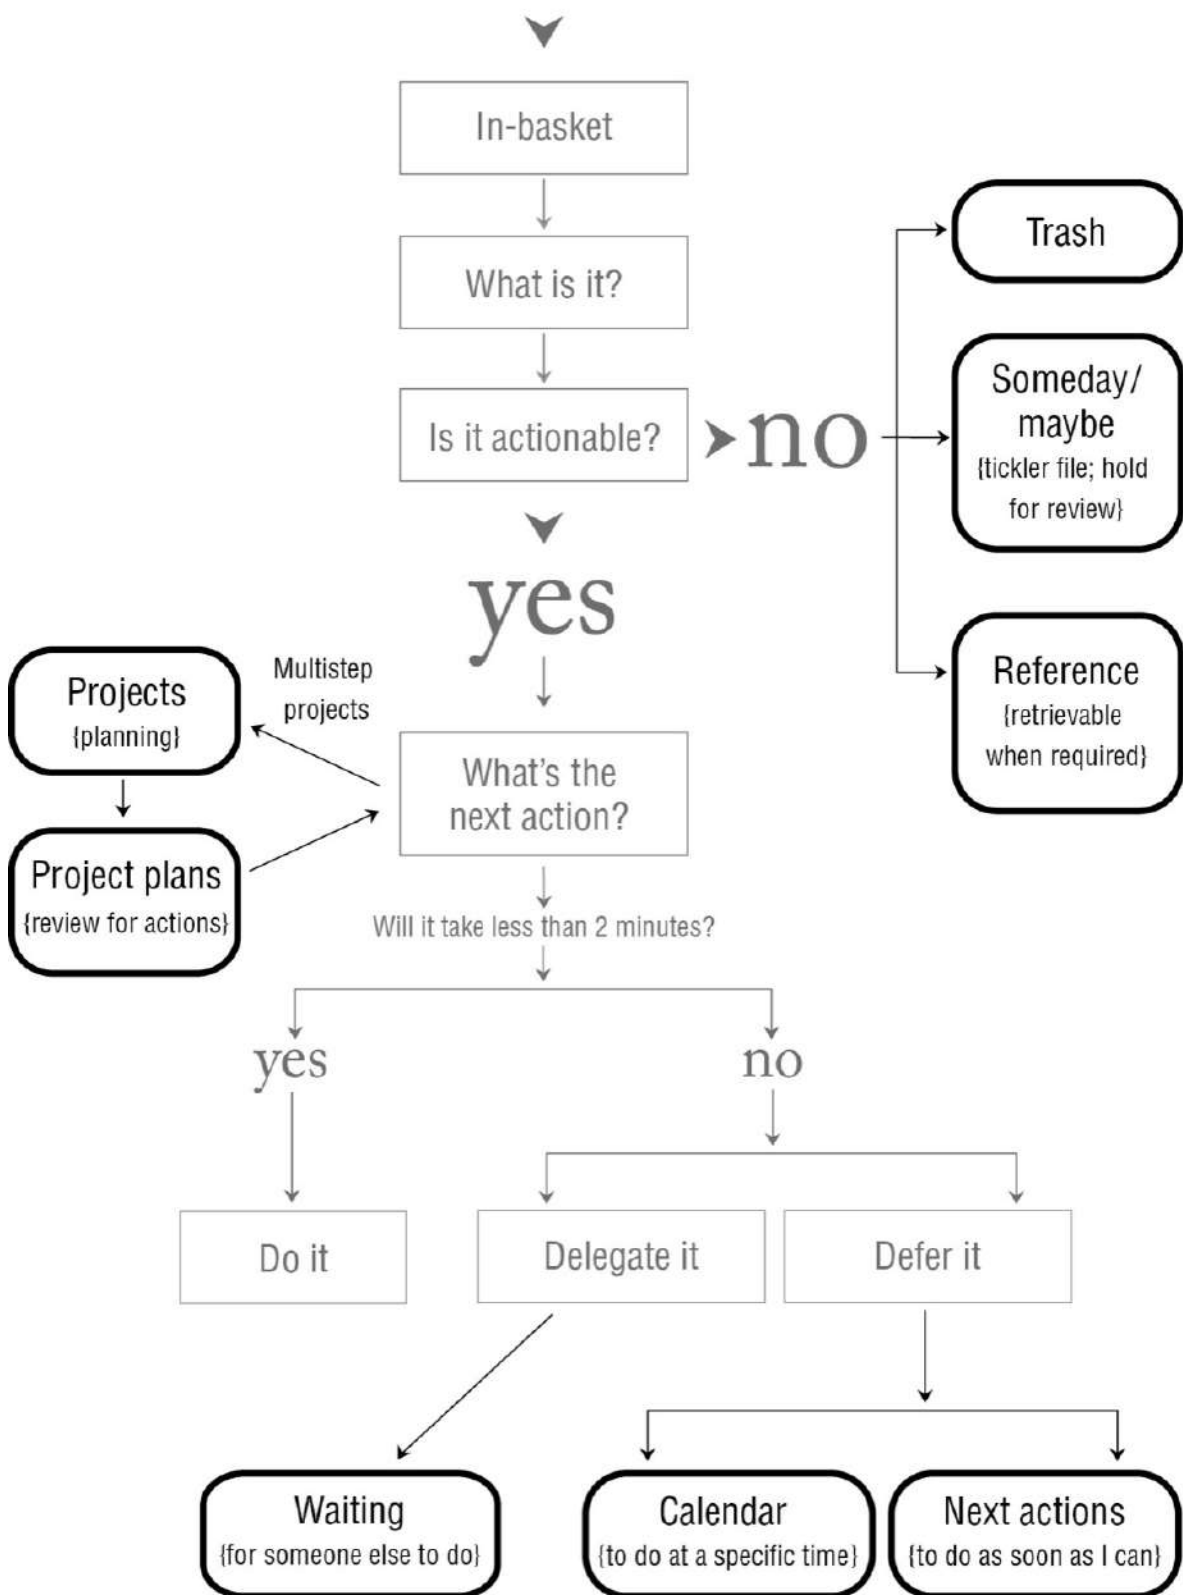 In-basket
What is it?
Is it actionable?
no
Trash
Someday/
maybe
{tickler file; hold
for review}
Reference
{retrievable
when required}
yes
Multistep
projects
Projects
{planning}
Project plans
{review for actions}
What's the
next action?
Will it take less than 2 minutes?
yes
no
Do it
Delegate it
Defer it
Waiting
{for someone else to do}
Calendar
{to do at a specific time}
Next actions
{to do as soon as I can}